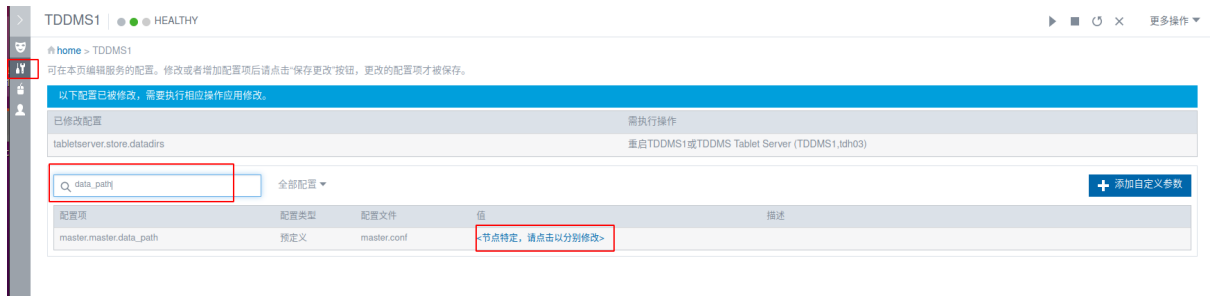 TDDMS1 HEALTHY 更多操作
home > TDDMS1
可在本页编辑服务的配置。修改或者增加配置项后请点击“保存更改”按钮，更改的配置项才被保存。
以下配置已被修改，需要执行相应操作应用修改。
已修改配置 需执行操作
tabletserver.store.datadirs 重启TDDMS1或TDDMS Tablet Server (TDDMS1,tdh03)
data_path 全部配置 添加自定义参数
配置项 配置类型 配置文件 值 描述
master.master.data_path 预定义 master.conf <节点特定，请点击以分别修改>